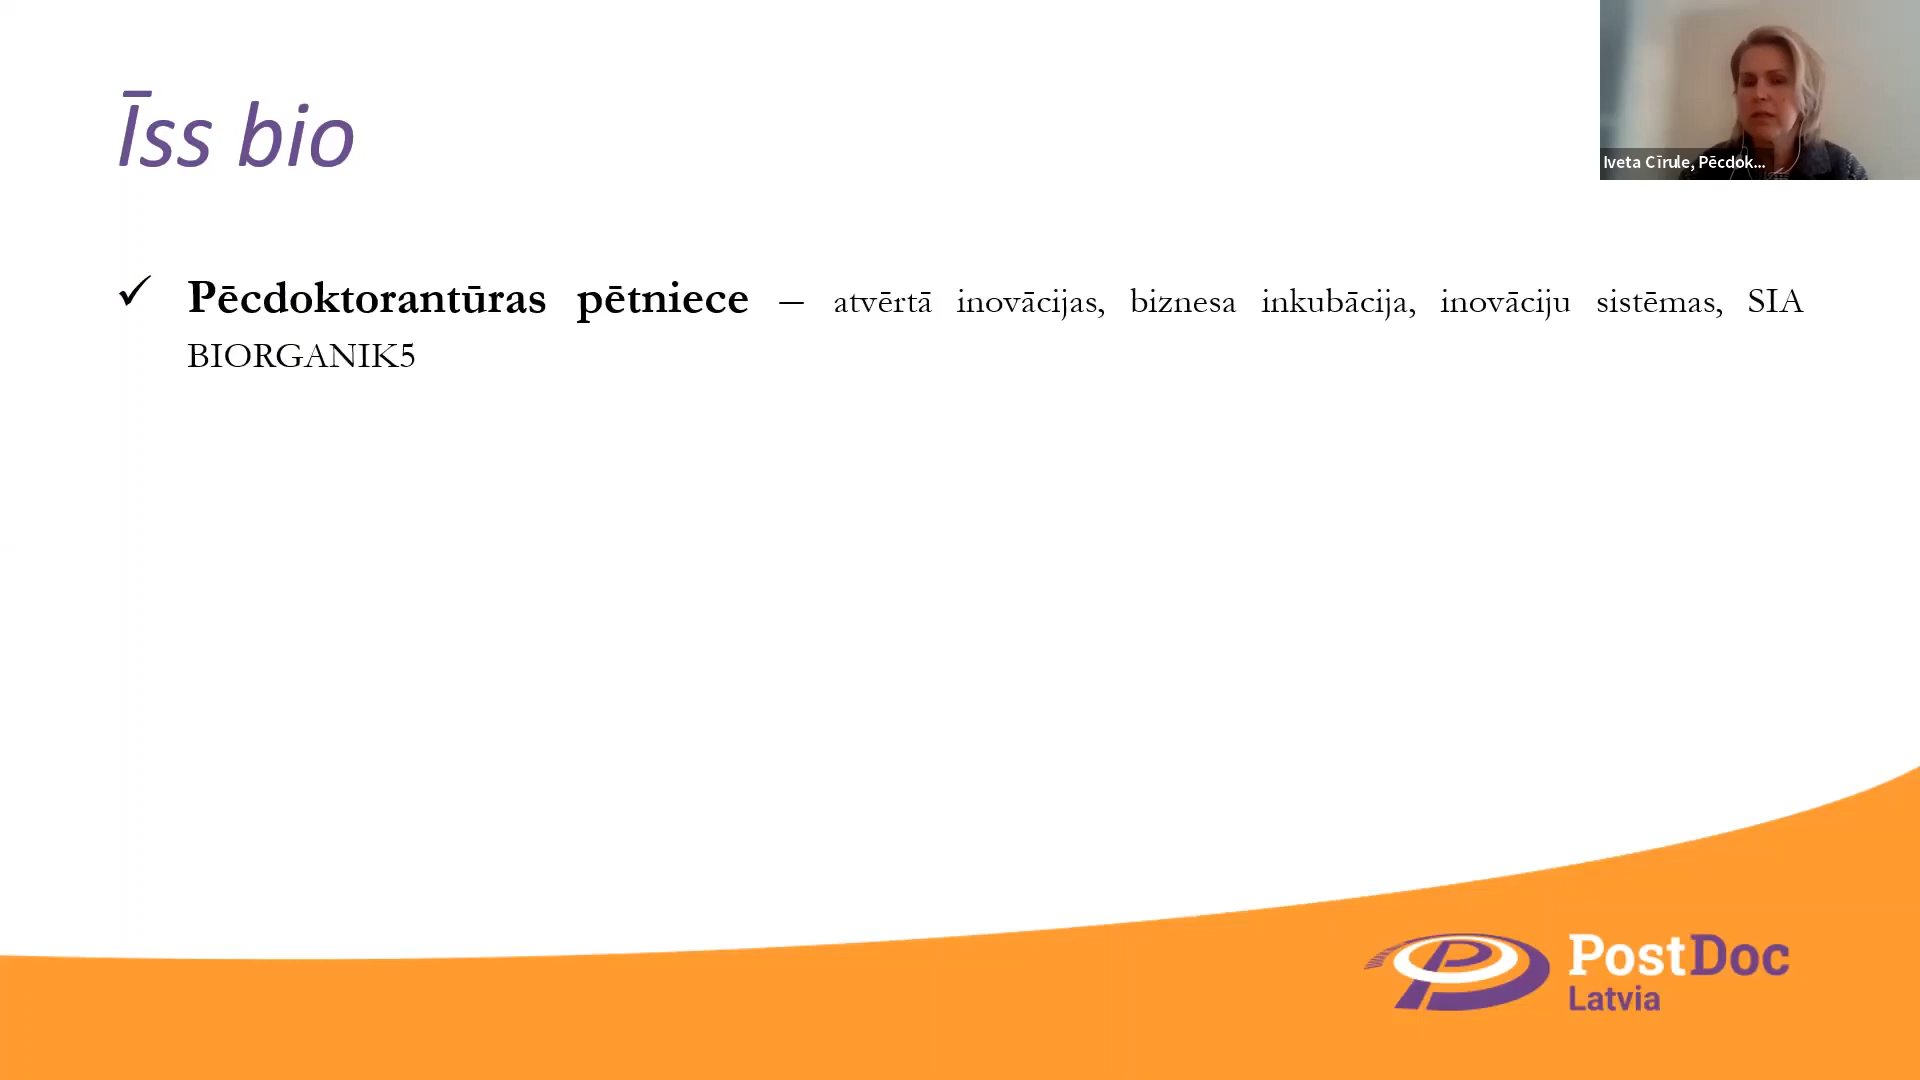 Īss bio
Iveta Cīrule, Pēcdok...
✓ Pēcdoktorantūras pētniece – atvērtā inovācijas, biznesa inkubācija, inovāciju sistēmas, SIA
BIORGANIK5
PostDoc
Latvia